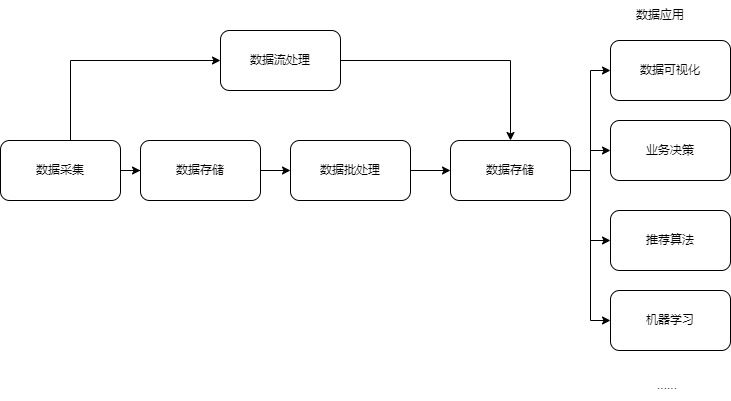 数据应用
数据流处理
数据可视化
业务决策
数据采集
数据存储
数据批处理
数据存储
推荐算法
机器学习
......